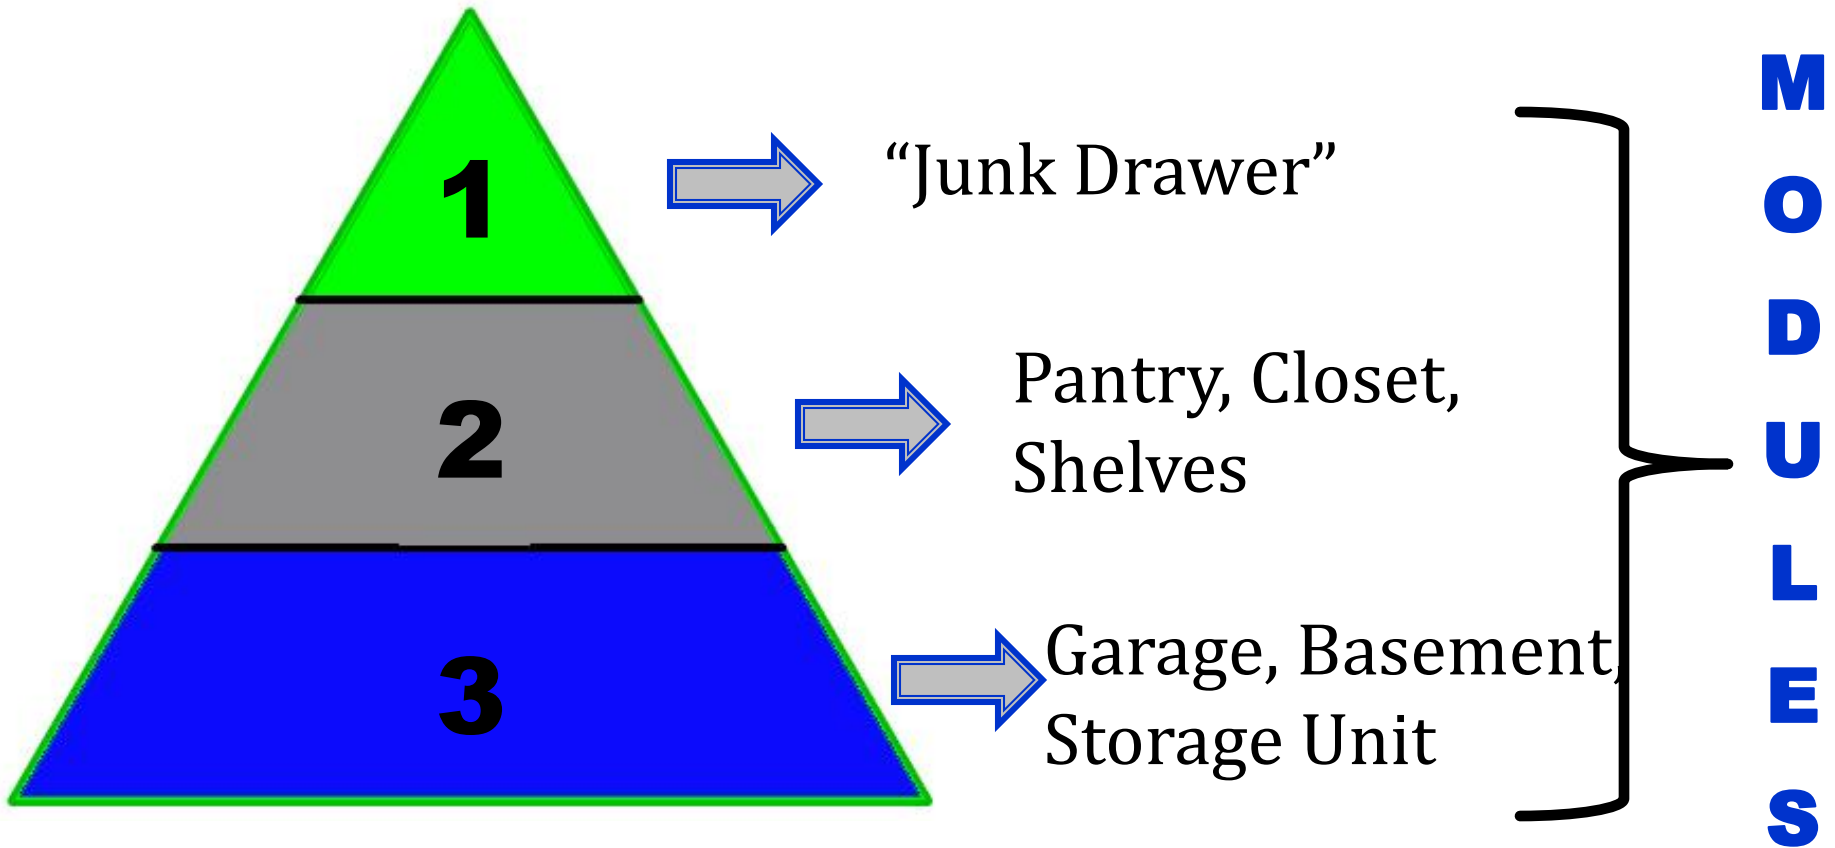 1
“Junk Drawer”
2
Pantry, Closet,
Shelves
3
Garage, Basement,
Storage Unit
M
O
D
U
L
E
S